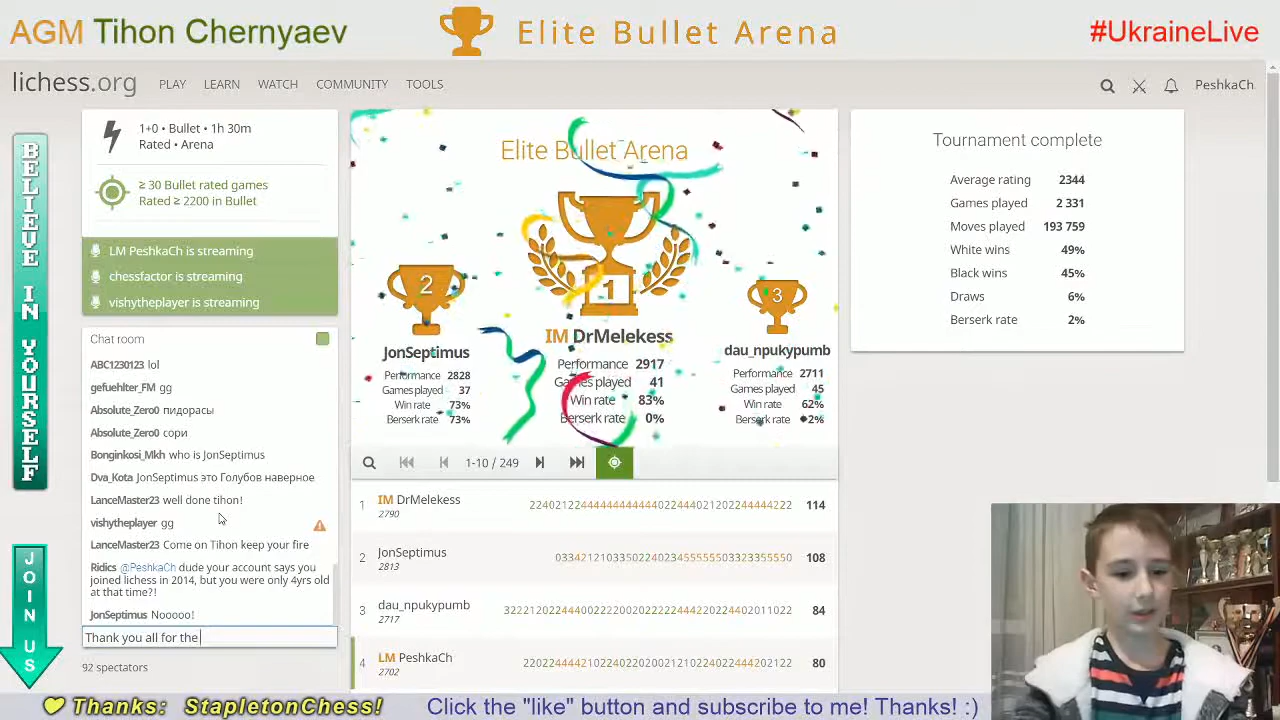 AGM Tihon Chernyaev
Elite Bullet Arena
#UkraineLive
lichess.org
PLAY
LEARN
WATCH
COMMUNITY
TOOLS
PeshkaCh
BELIEVE IN YOURSELF
JOIN US
1+0 • Bullet • 1h 30m
Rated • Arena
≥ 30 Bullet rated games
Rated ≥ 2200 in Bullet
LM PeshkaCh is streaming
chessfactor is streaming
vishytheplayer is streaming
Chat room
ABC1230123 lol
gefuehlter_FM gg
Absolute_Zer0 пидорасы
Absolute_Zer0 сори
Bonginkosi_Mkh who is JonSeptimus
Dva_Kota JonSeptimus это Голубов наверное
LanceMaster23 well done tihon!
vishytheplayer gg
LanceMaster23 Come on Tihon keep your fire
Ridics @PeshkaCh dude your account says you
joined lichess in 2014, but you were only 4yrs old
at that time?!
JonSeptimus Nooooo!
Thank you all for the
92 spectators
Elite Bullet Arena
2
1
3
JonSeptimus
Performance 2828
Games played 37
Win rate 73%
Berserk rate 73%
IM DrMelekess
Performance 2917
Games played 41
Win rate 83%
Berserk rate 0%
dau_npukypumb
Performance 2711
Games played 45
Win rate 62%
Berserk rate 2%
1-10 / 249
1 IM DrMelekess 2790 22402122444444444440224440212022244444222 114
2 JonSeptimus 2813 0334212103350224023455555033233355550 108
3 dau_npukypumb 2717 322212022444002220020222220444220224402011022 84
4 LM PeshkaCh 2702 80
Tournament complete
Average rating 2344
Games played 2 331
Moves played 193 759
White wins 49%
Black wins 45%
Draws 6%
Berserk rate 2%
Thanks: StapletonChess!
Click the "like" button and subscribe to me! Thanks! :)